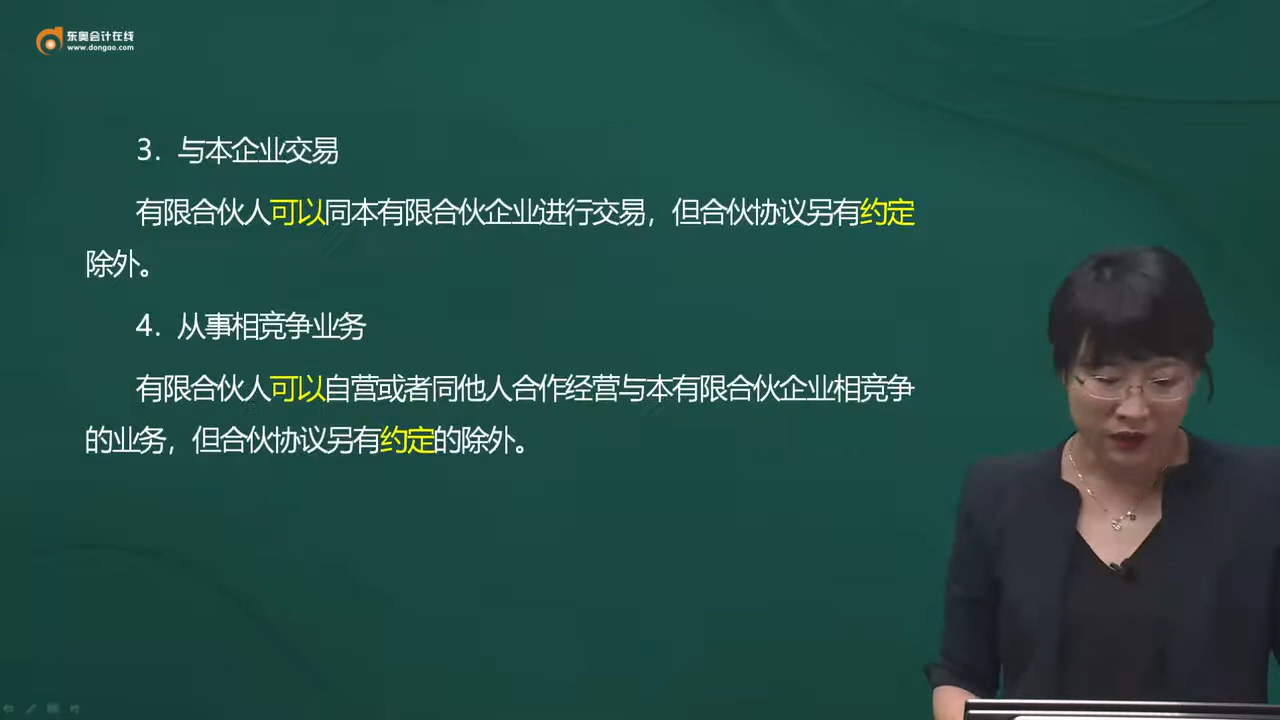 东奥会计在线
www.dongao.com
3. 与本企业交易
有限合伙人可以同本有限合伙企业进行交易，但合伙协议另有约定
除外。
4. 从事相竞争业务
有限合伙人可以自营或者同他人合作经营与本有限合伙企业相竞争
的业务，但合伙协议另有约定的除外。